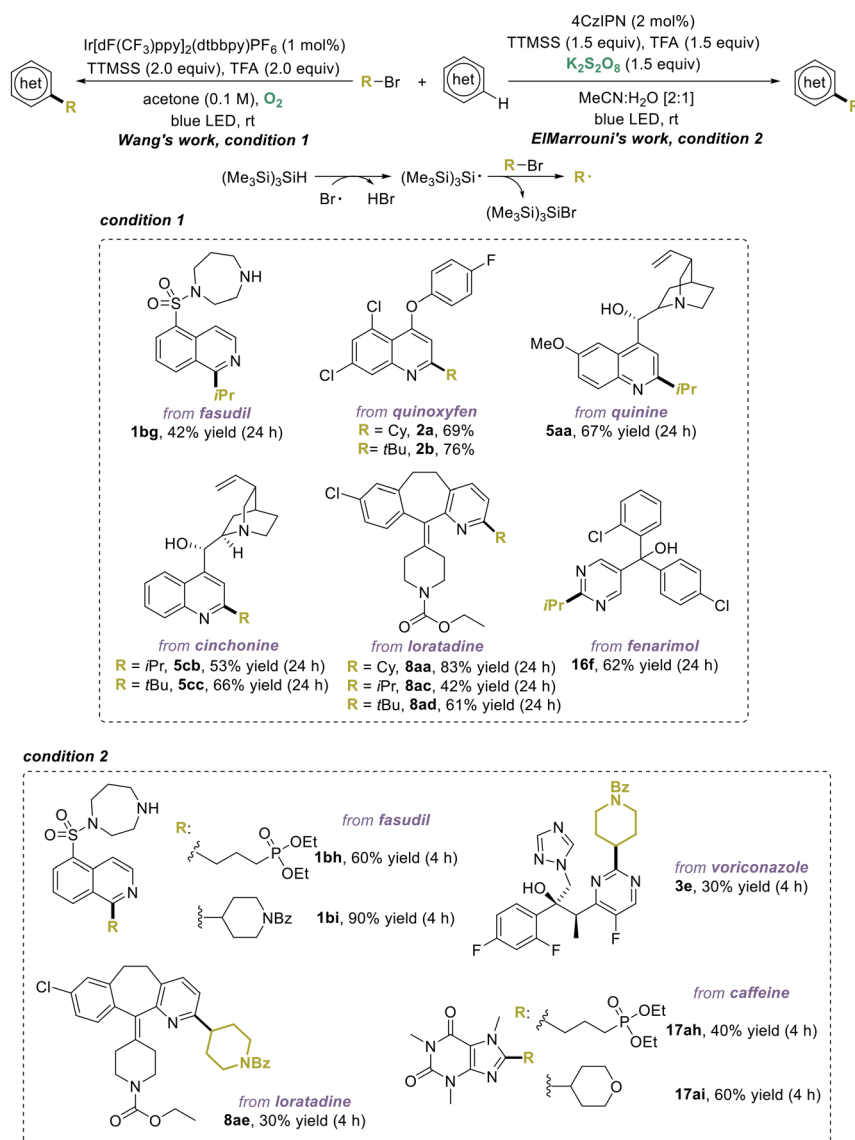 Ir[dF(CF3)ppy]2(dtbbpy)PF6 (1 mol%)
TTMSS (2.0 equiv), TFA (2.0 equiv)
acetone (0.1 M), O2
blue LED, rt
Wang's work, condition 1
het
R
R–Br
+
het
H
4CzIPN (2 mol%)
TTMSS (1.5 equiv), TFA (1.5 equiv)
K2S2O8 (1.5 equiv)
MeCN:H2O [2:1]
blue LED, rt
ElMarrouni's work, condition 2
het
R
(Me3Si)3SiH
Br•
HBr
(Me3Si)3Si•
R–Br
(Me3Si)3SiBr
R•
condition 1
NH
N
O
O
S
N
iPr
from fasudil
1bg, 42% yield (24 h)
F
O
Cl
Cl
N
R
from quinoxyfen
R = Cy, 2a, 69%
R= tBu, 2b, 76%
HO
N
MeO
N
iPr
from quinine
5aa, 67% yield (24 h)
HO
N
H
N
R
from cinchonine
R = iPr, 5cb, 53% yield (24 h)
R = tBu, 5cc, 66% yield (24 h)
Cl
N
R
N
O
O
from loratadine
R = Cy, 8aa, 83% yield (24 h)
R = iPr, 8ac, 42% yield (24 h)
R = tBu, 8ad, 61% yield (24 h)
Cl
OH
N
N
iPr
Cl
from fenarimol
16f, 62% yield (24 h)
condition 2
NH
N
O
O
S
N
R
R:
from fasudil
O
OEt
P
OEt
1bh, 60% yield (4 h)
NBz
1bi, 90% yield (4 h)
Bz
N
N
N
N
HO
N
N
F
F
F
from voriconazole
3e, 30% yield (4 h)
Cl
N
NBz
N
O
O
from loratadine
8ae, 30% yield (4 h)
O
N
N
O
N
N
R
R:
from caffeine
O
OEt
P
OEt
17ah, 40% yield (4 h)
O
17ai, 60% yield (4 h)